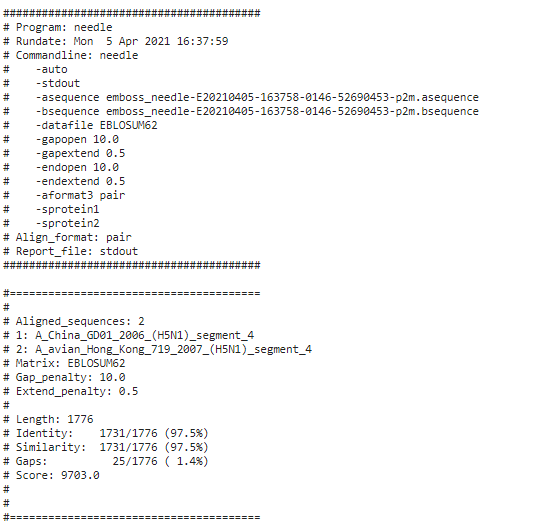 ########################################
# Program: needle
# Rundate: Mon  5 Apr 2021 16:37:59
# Commandline: needle
#    -auto
#    -stdout
#    -asequence emboss_needle-E20210405-163758-0146-52690453-p2m.asequence
#    -bsequence emboss_needle-E20210405-163758-0146-52690453-p2m.bsequence
#    -datafile EBLOSUM62
#    -gapopen 10.0
#    -gapextend 0.5
#    -endopen 10.0
#    -endextend 0.5
#    -aformat3 pair
#    -sprotein1
#    -sprotein2
# Align_format: pair
# Report_file: stdout
########################################

#=======================================
#
# Aligned_sequences: 2
# 1: A_China_GD01_2006_(H5N1)_segment_4
# 2: A_avian_Hong_Kong_719_2007_(H5N1)_segment_4
# Matrix: EBLOSUM62
# Gap_penalty: 10.0
# Extend_penalty: 0.5
#
# Length: 1776
# Identity:    1731/1776 (97.5%)
# Similarity:  1731/1776 (97.5%)
# Gaps:          25/1776 ( 1.4%)
# Score: 9703.0
#
#
#=======================================